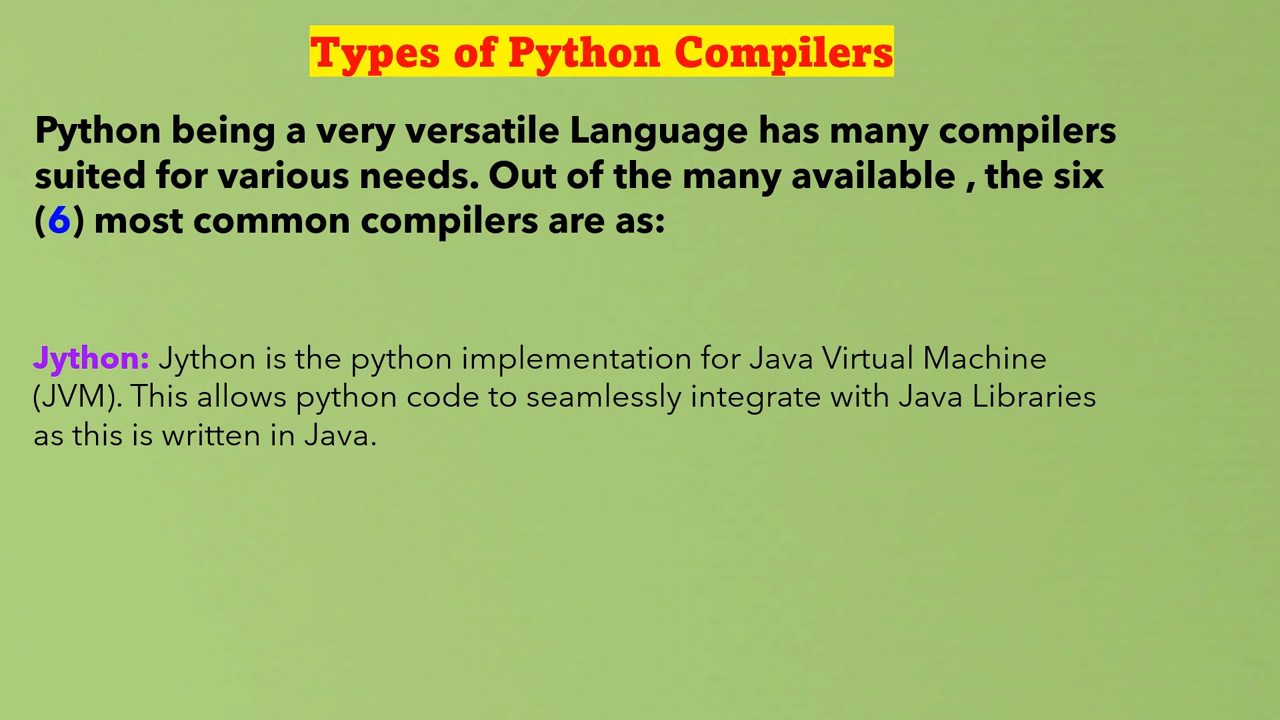 Types of Python Compilers
Python being a very versatile Language has many compilers
suited for various needs. Out of the many available , the six
(6) most common compilers are as:
Jython: Jython is the python implementation for Java Virtual Machine
(JVM). This allows python code to seamlessly integrate with Java Libraries
as this is written in Java.